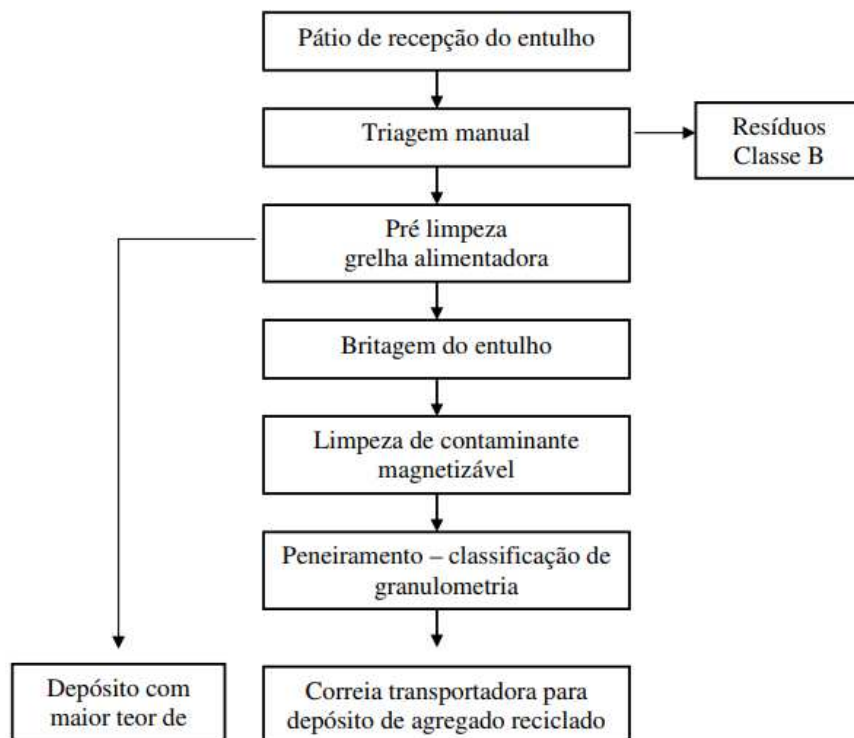 Pátio de recepção do entulho
Triagem manual
Resíduos
Classe B
Pré limpeza
grelha alimentadora
Britagem do entulho
Limpeza de contaminante
magnetizável
Peneiramento – classificação de
granulometria
Depósito com
maior teor de
Correia transportadora para
depósito de agregado reciclado